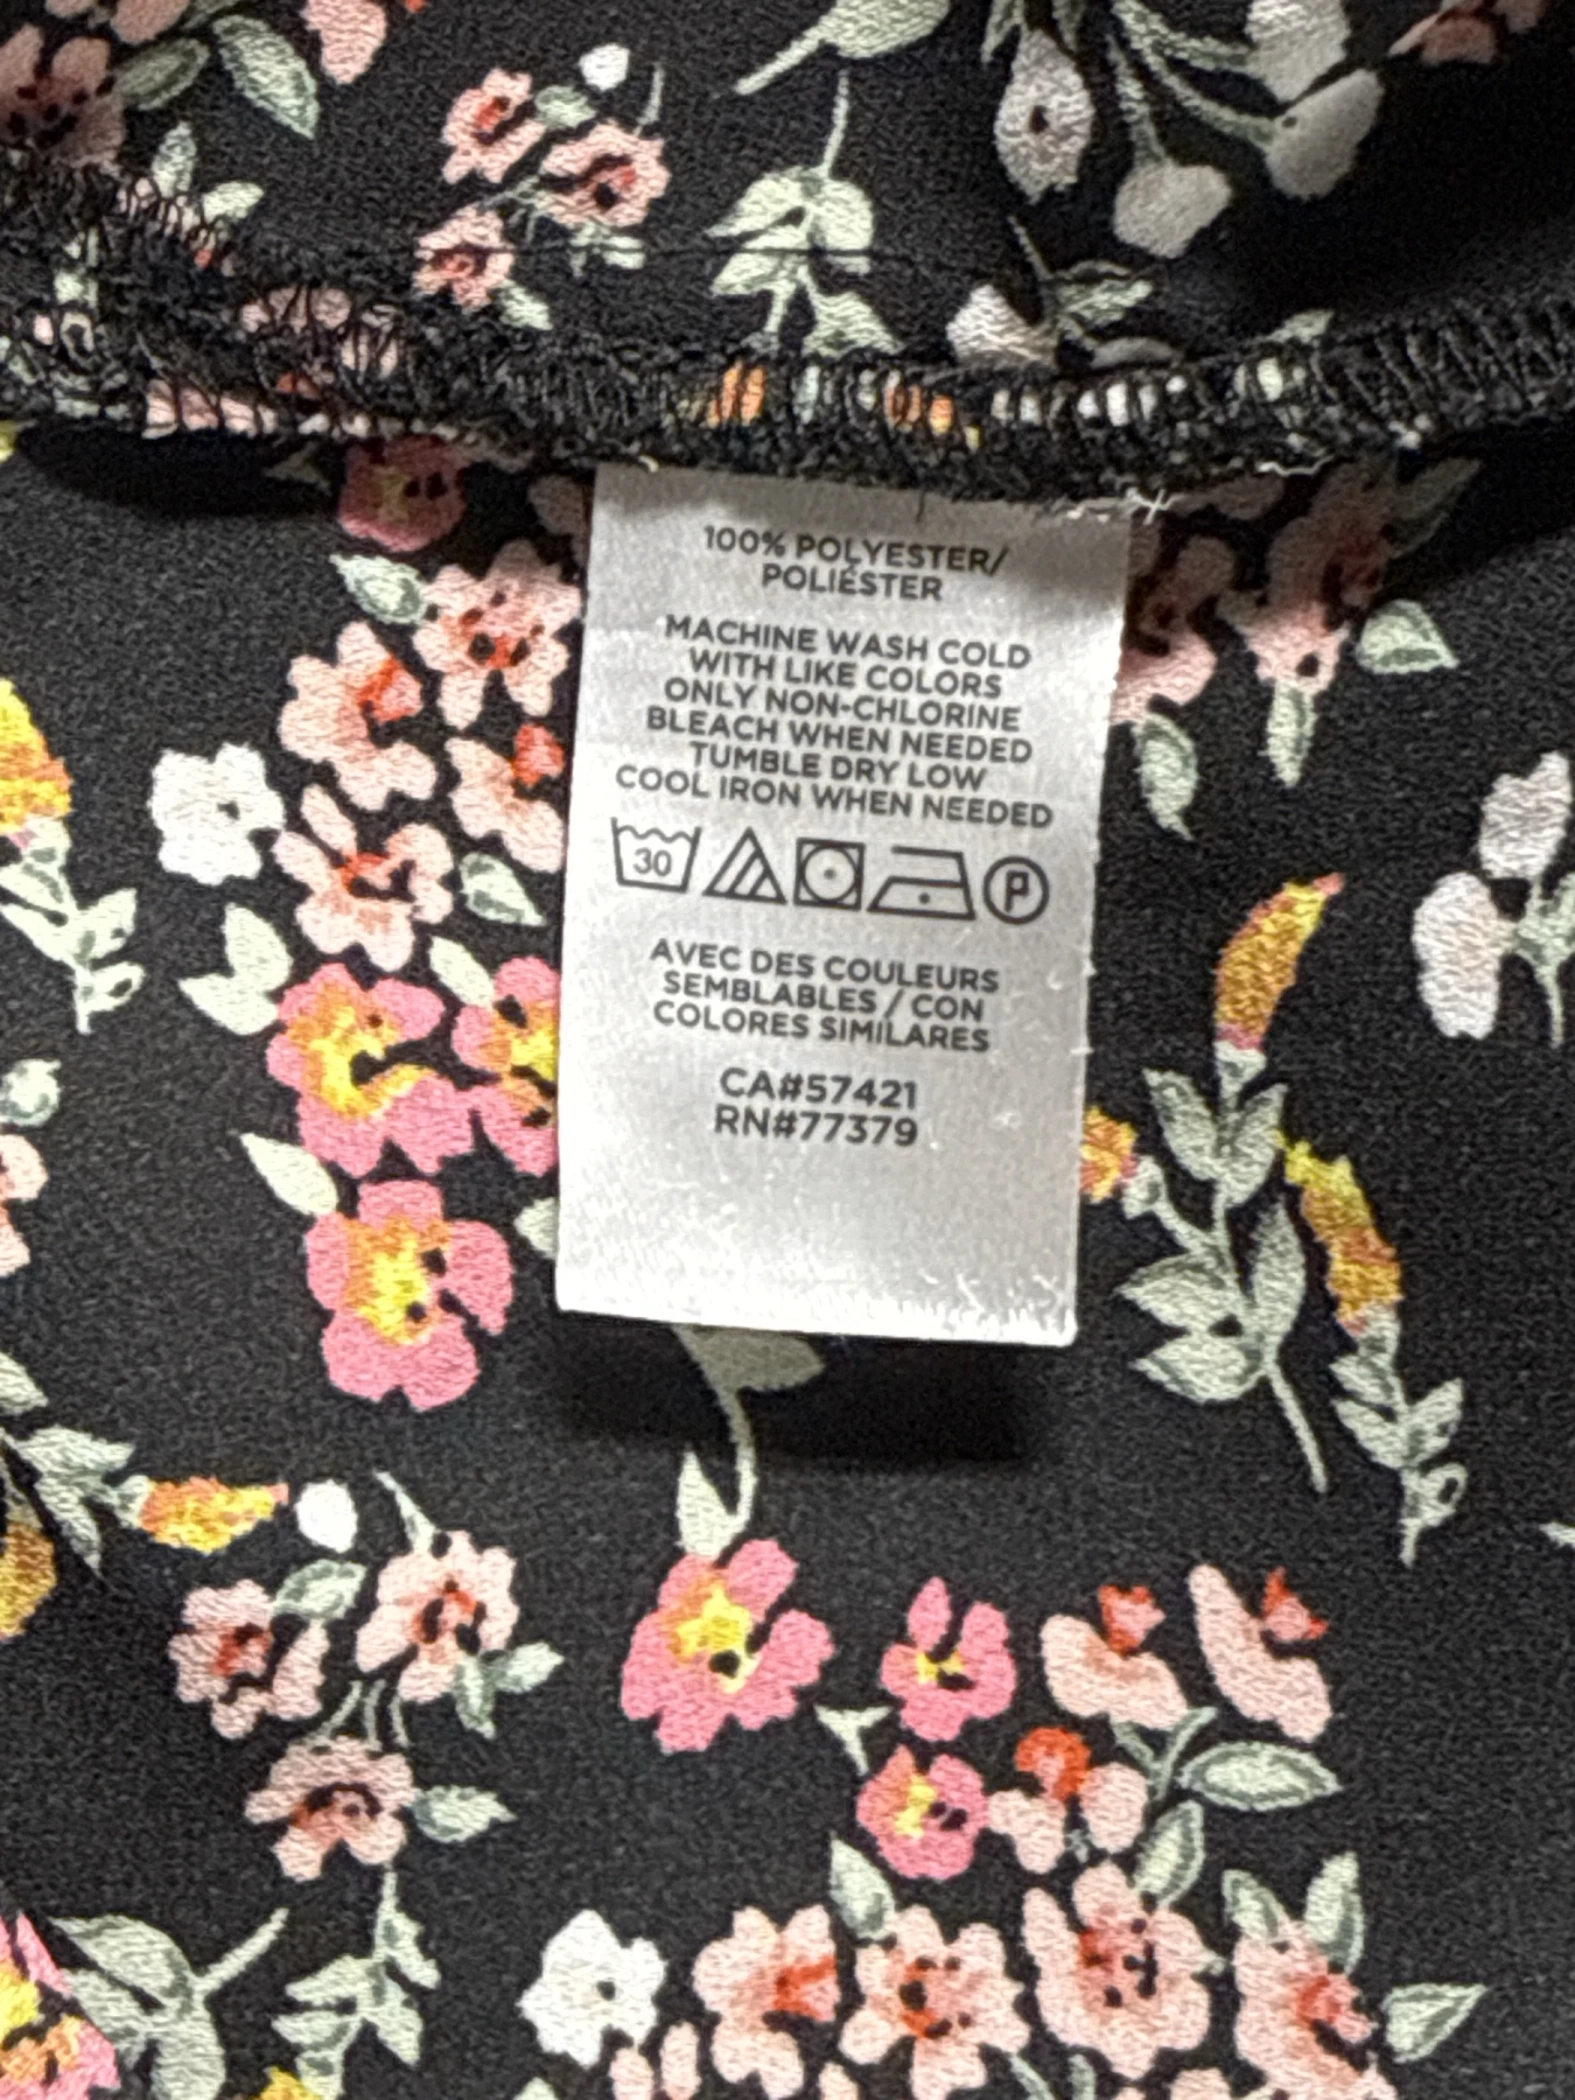 100% POLYESTER/
POLIÉSTER
MACHINE WASH COLD
WITH LIKE COLORS
ONLY NON-CHLORINE
BLEACH WHEN NEEDED
TUMBLE DRY LOW
COOL IRON WHEN NEEDED
30 P
AVEC DES COULEURS
SEMBLABLES / CON
COLORES SIMILARES
CA#57421
RN#77379